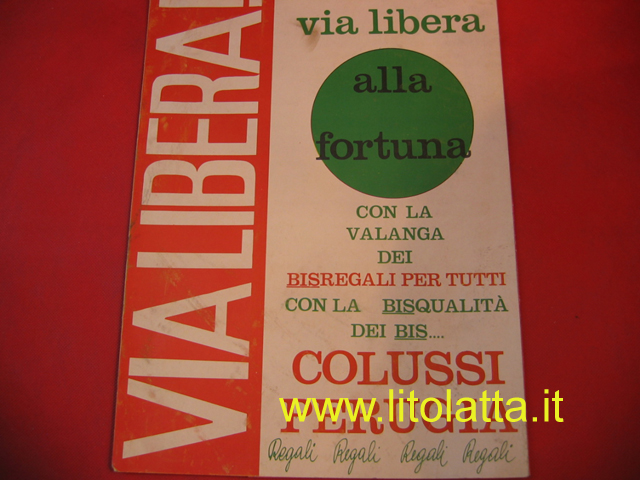 VIA LIBERA!
via libera
alla
fortuna
CON LA
VALANGA
DEI
BISREGALI PER TUTTI
CON LA BISQUALITÀ
DEI BIS....
COLUSSI
PERUGIA
www.litolatta.it
Regali Regali Regali Regali